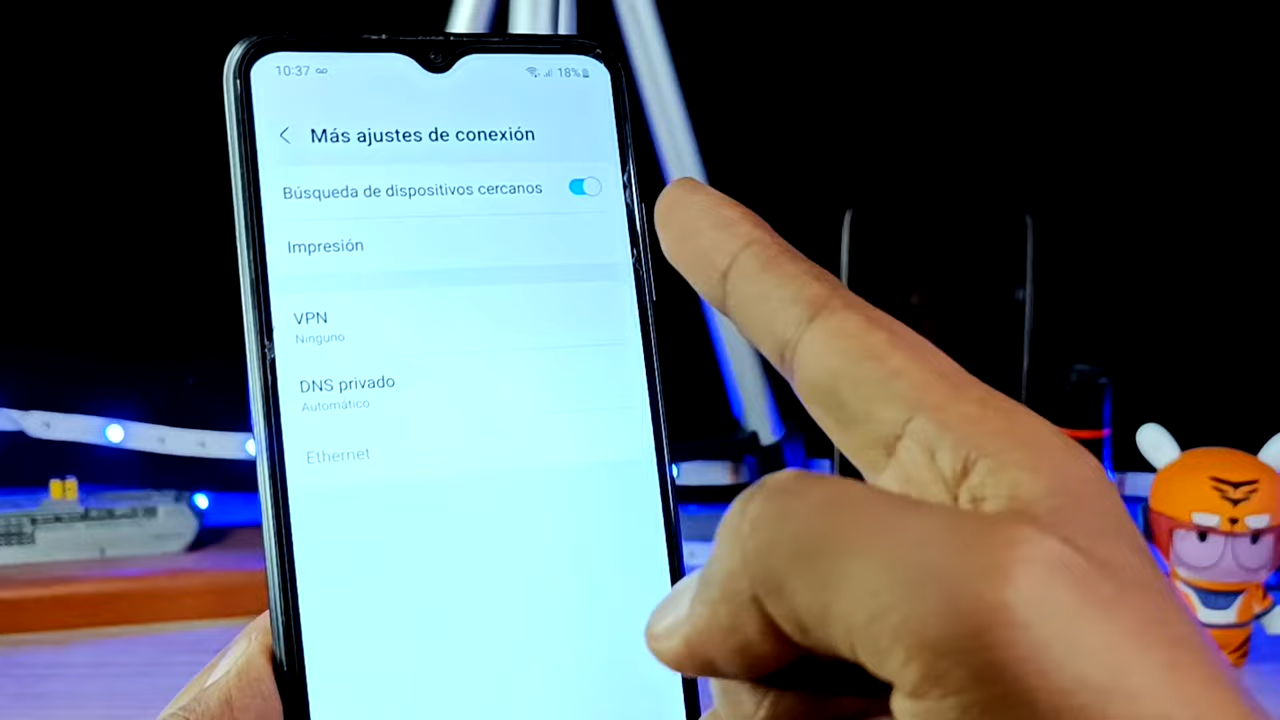 10:37 18%
Más ajustes de conexión
Búsqueda de dispositivos cercanos
Impresión
VPN
Ninguno
DNS privado
Automático
Ethernet